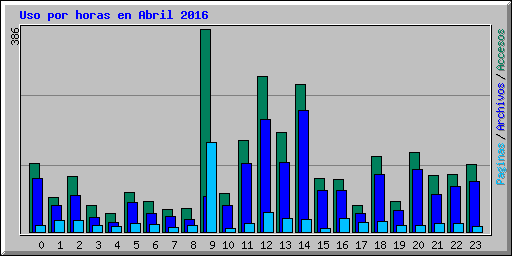 Uso por horas en Abril 2016
386
Paginas / Archivos / Accesos
0 1 2 3 4 5 6 7 8 9 10 11 12 13 14 15 16 17 18 19 20 21 22 23